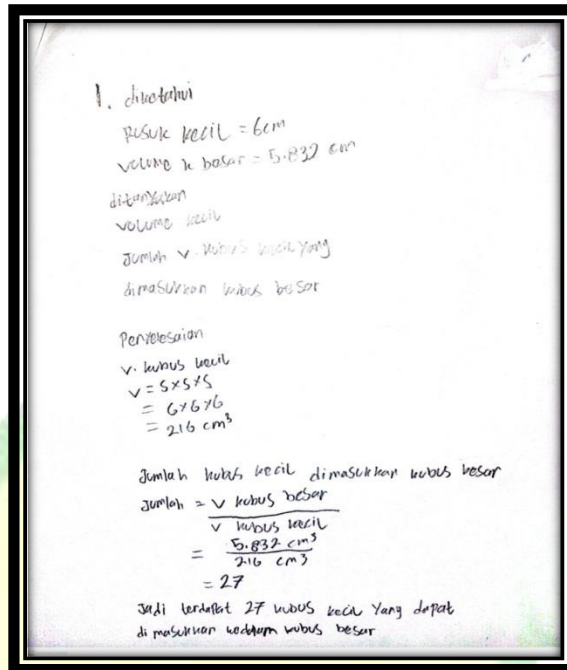 1. diketahui
Rusuk kecil = 6cm
volume k besar = 5.832 cm
ditanyakan
volume kecil
Jumlah v. kubus kecil yang
dimasukkan kubus besar
Penyelesaian
v. kubus kecil
V = S×S×S
= 6×6×6
= 216 cm³
Jumlah kubus kecil dimasukkan kubus besar
Jumlah = V kubus besar
V kubus kecil
= 5.832 cm³
216 cm3
= 27
Jadi terdapat 27 kubus kecil Yang dapat
di masukkan kedalam kubus besar